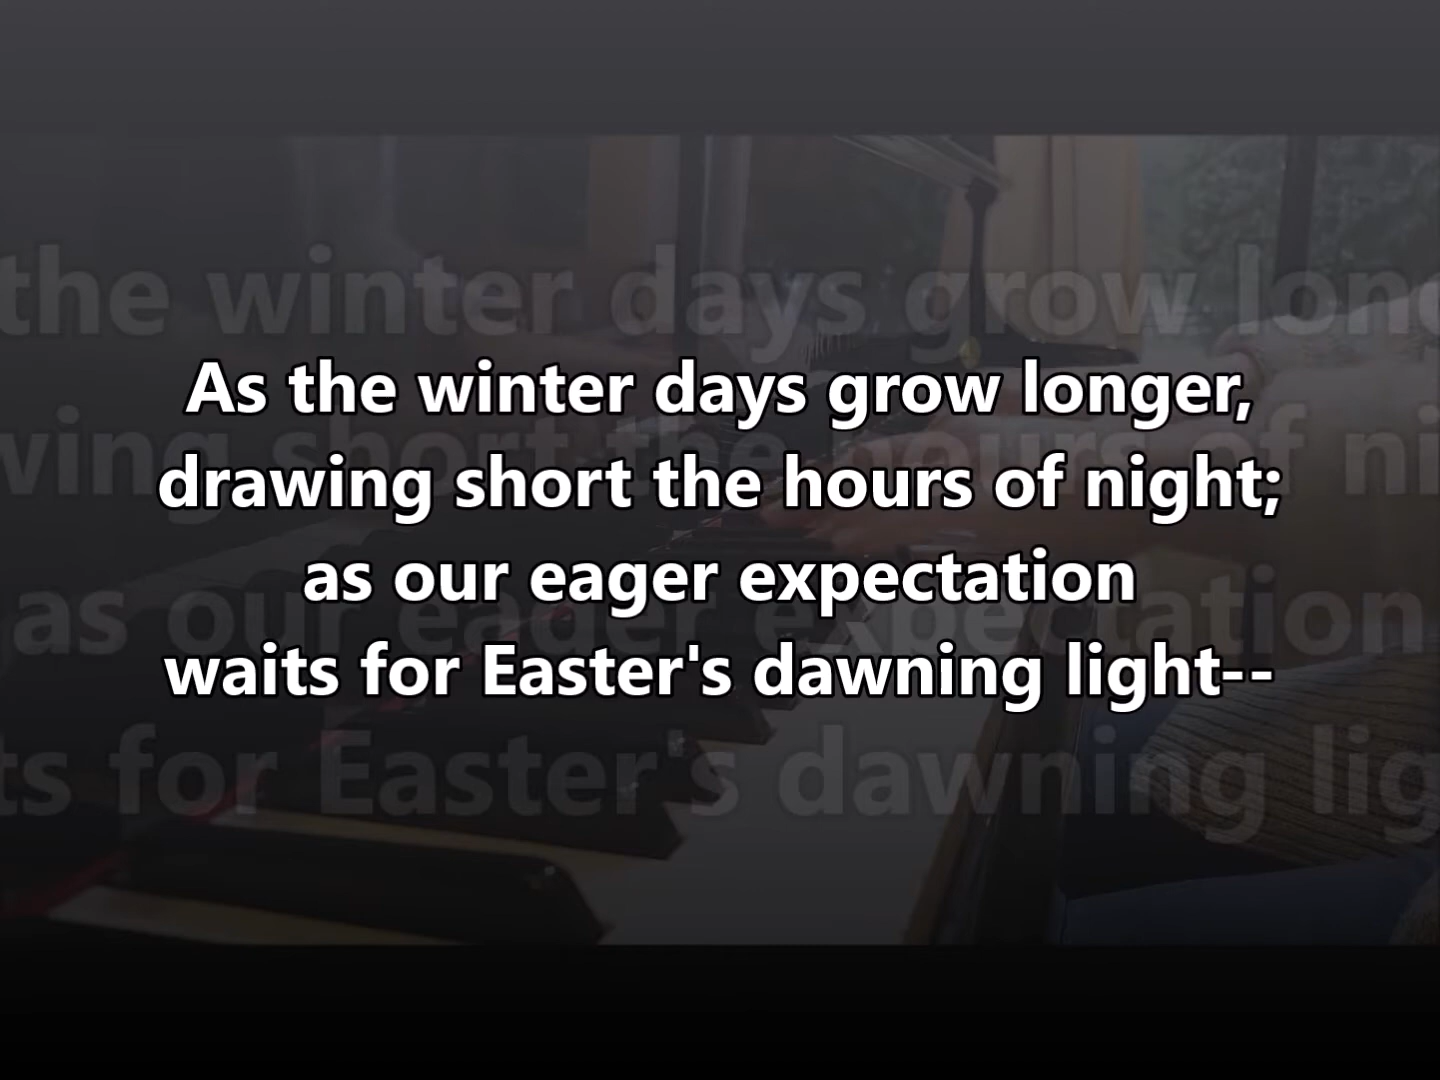 As the winter days grow longer,
drawing short the hours of night;
as our eager expectation
waits for Easter's dawning light--